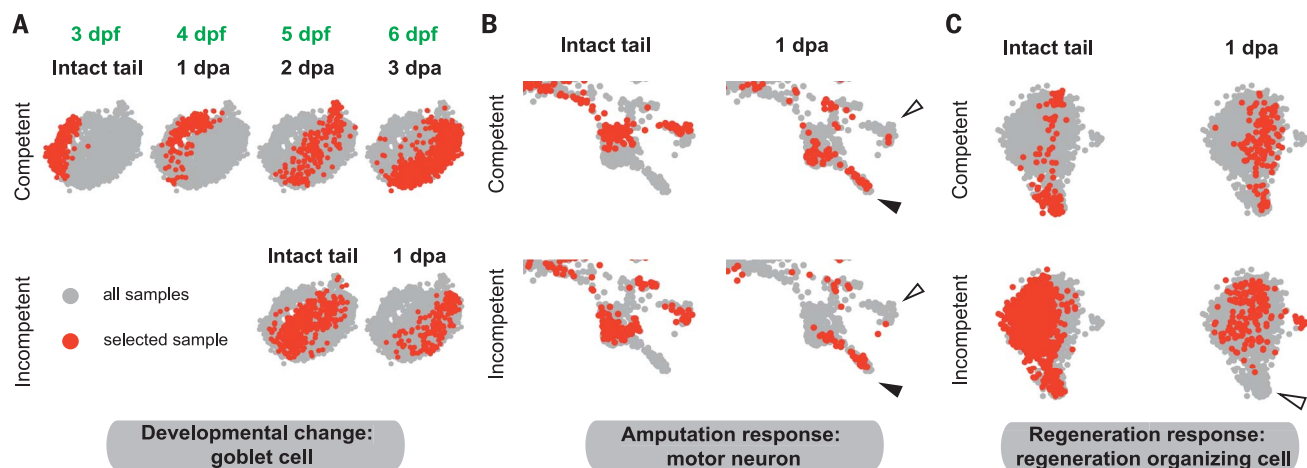 A
3 dpf 4 dpf 5 dpf 6 dpf
Intact tail 1 dpa 2 dpa 3 dpa
Competent
Intact tail 1 dpa
Incompetent
all samples
selected sample
Developmental change:
goblet cell
B
Intact tail 1 dpa
Competent
Incompetent
Amputation response:
motor neuron
C
Intact tail 1 dpa
Competent
Incompetent
Regeneration response:
regeneration organizing cell